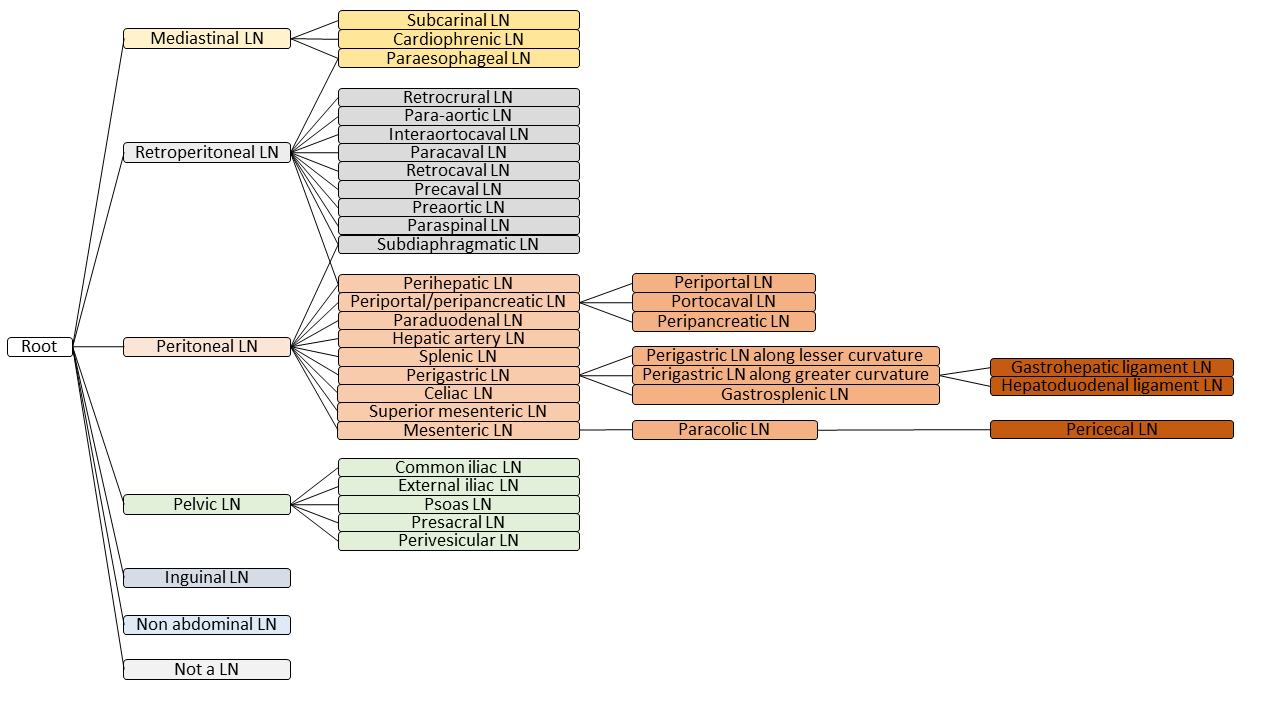 Root
Mediastinal LN
Subcarinal LN
Cardiophrenic LN
Paraesophageal LN
Retroperitoneal LN
Retrocrural LN
Para-aortic LN
Interaortocaval LN
Paracaval LN
Retrocaval LN
Precaval LN
Preaortic LN
Paraspinal LN
Subdiaphragmatic LN
Peritoneal LN
Perihepatic LN
Periportal/peripancreatic LN
Periportal LN
Portocaval LN
Peripancreatic LN
Paraduodenal LN
Hepatic artery LN
Splenic LN
Perigastric LN
Perigastric LN along lesser curvature
Perigastric LN along greater curvature
Gastrohepatic ligament LN
Hepatoduodenal ligament LN
Gastrosplenic LN
Celiac LN
Superior mesenteric LN
Mesenteric LN
Paracolic LN
Pericecal LN
Pelvic LN
Common iliac LN
External iliac LN
Psoas LN
Presacral LN
Perivesicular LN
Inguinal LN
Non abdominal LN
Not a LN